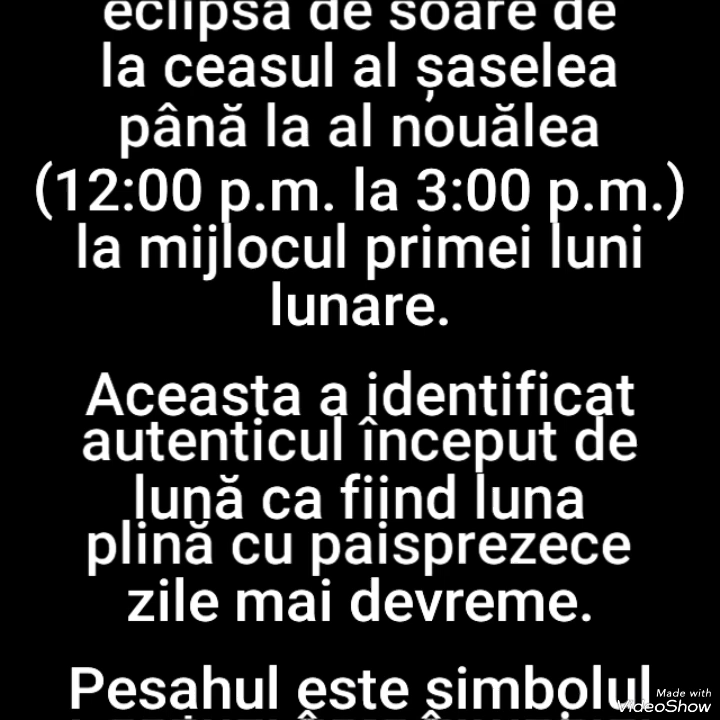 eclipsa de soare de
la ceasul al șaselea
până la al nouălea
(12:00 p.m. la 3:00 p.m.)
la mijlocul primei luni
lunare.
Aceasta a identificat
autenticul început de
lună ca fiind luna
plină cu paisprezece
zile mai devreme.
Pesahul este simbolul
Made with
VideoShow